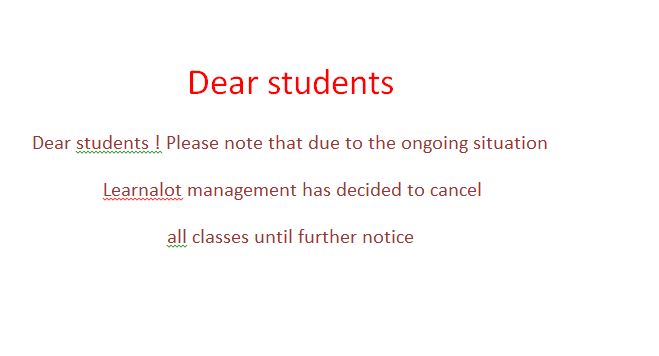 Dear students
Dear students ! Please note that due to the ongoing situation
Learnalot management has decided to cancel
all classes until further notice